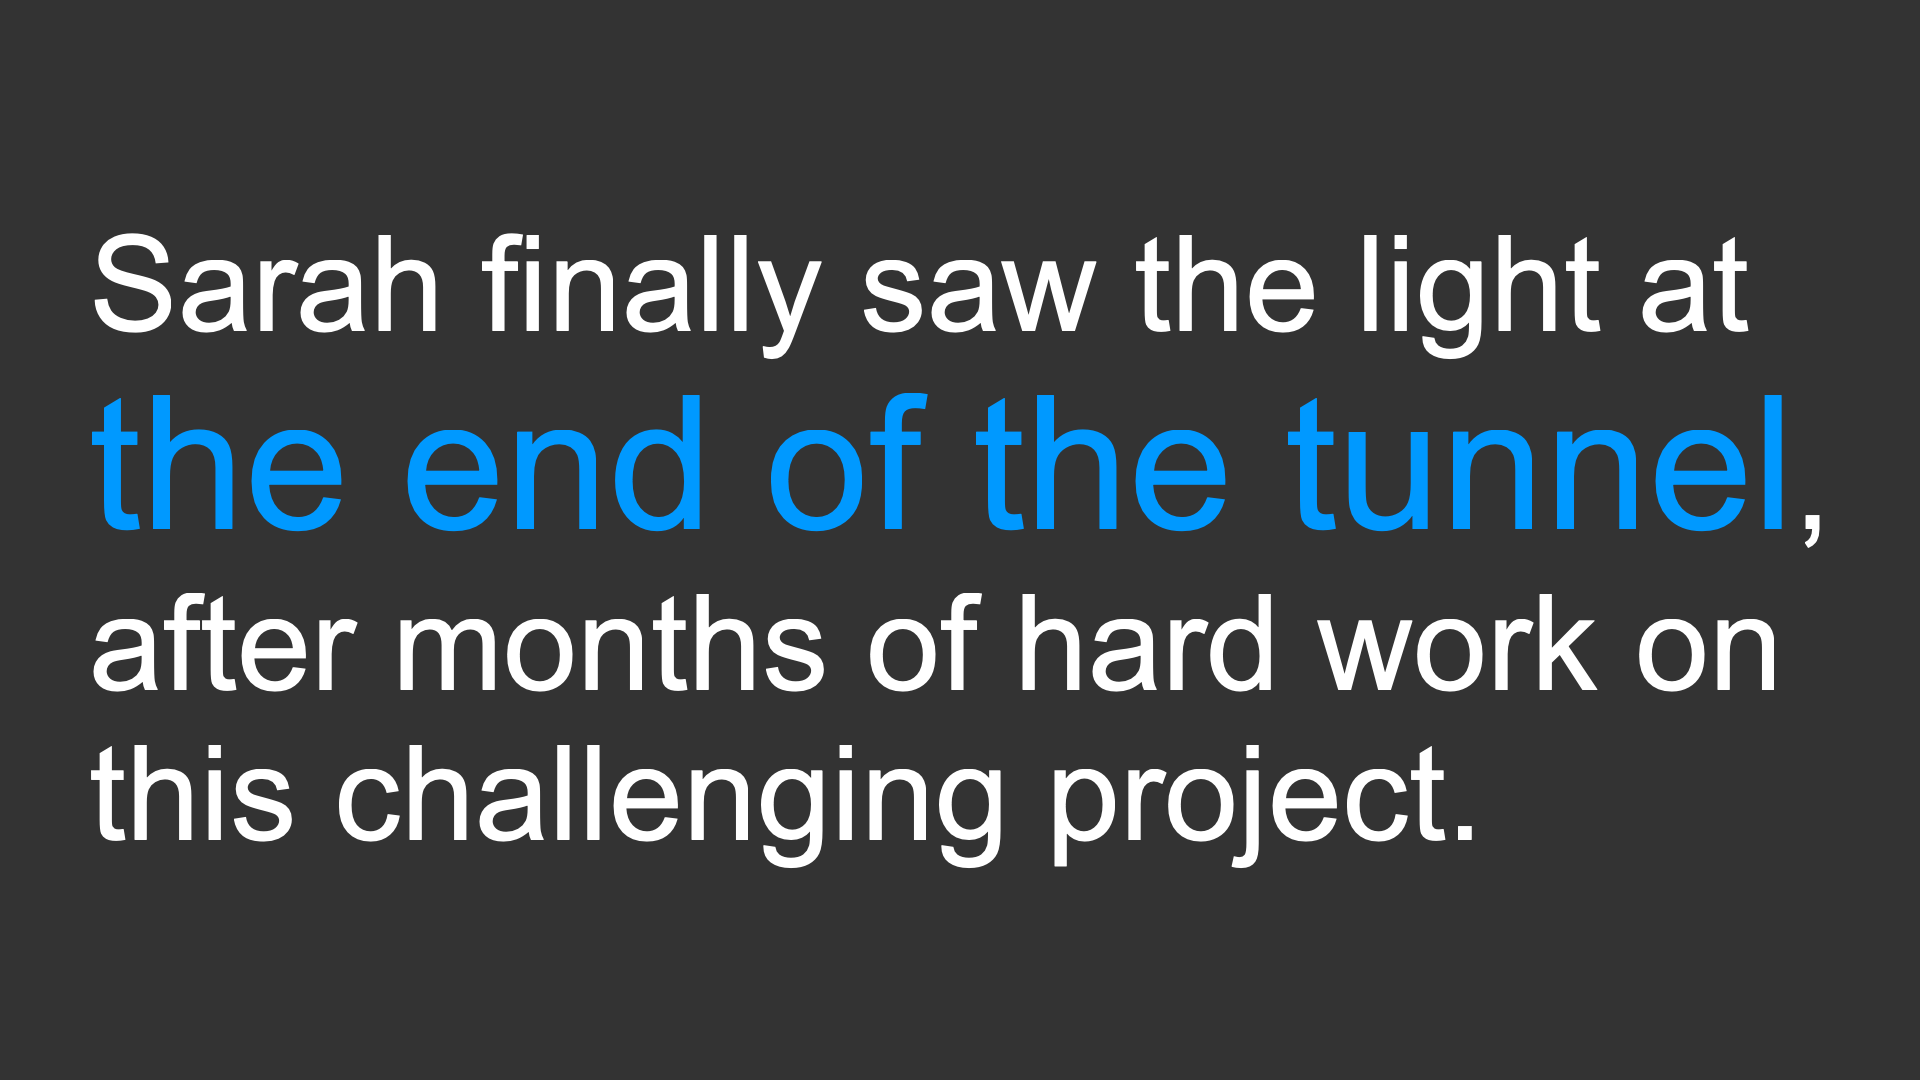 Sarah finally saw the light at
the end of the tunnel,
after months of hard work on
this challenging project.